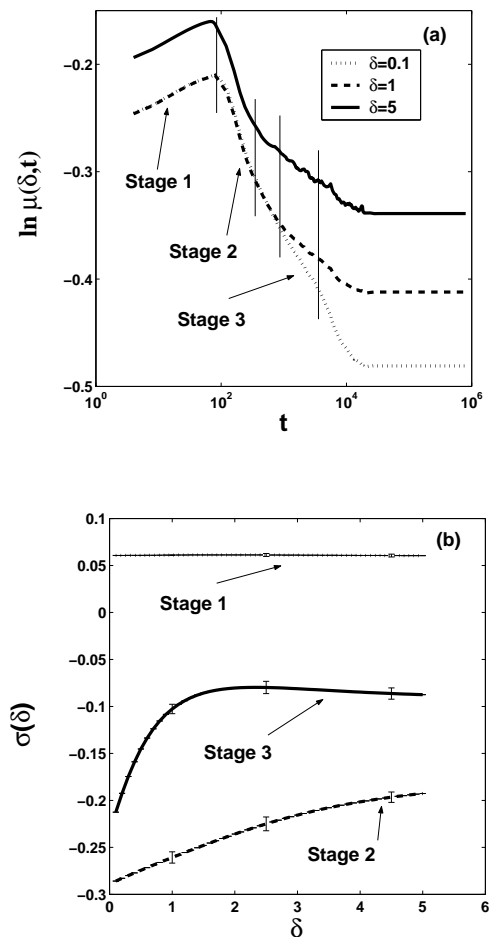 (a)
δ=0.1
δ=1
δ=5
−0.2
−0.3
−0.4
−0.5
ln μ(δ,t)
Stage 1
Stage 2
Stage 3
10^0
10^2
10^4
10^6
t
(b)
0.1
0.05
0
−0.05
−0.1
−0.15
−0.2
−0.25
−0.3
σ(δ)
Stage 1
Stage 3
Stage 2
0
1
2
3
4
5
6
δ